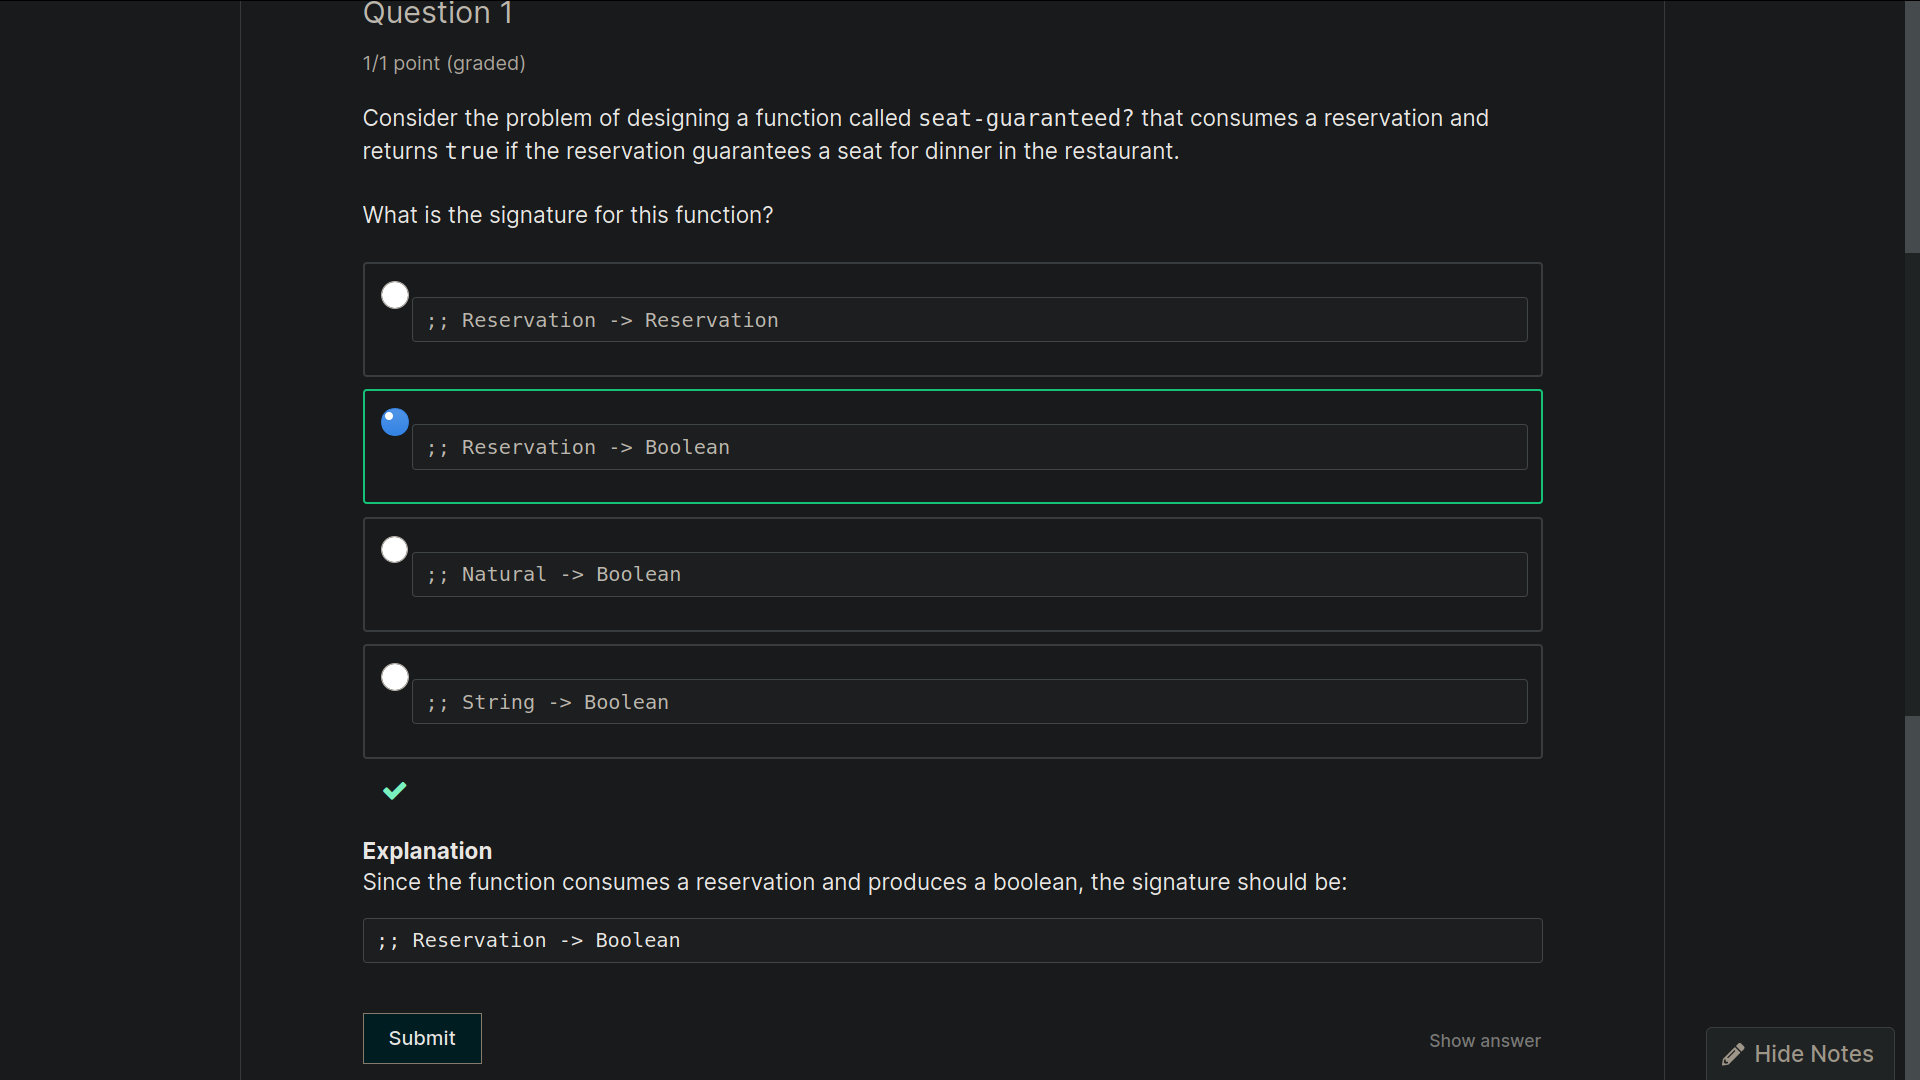 Question 1
1/1 point (graded)
Consider the problem of designing a function called seat-guaranteed? that consumes a reservation and
returns true if the reservation guarantees a seat for dinner in the restaurant.
What is the signature for this function?
;; Reservation -> Reservation
;; Reservation -> Boolean
;; Natural -> Boolean
;; String -> Boolean
Explanation
Since the function consumes a reservation and produces a boolean, the signature should be:
;; Reservation -> Boolean
Submit
Show answer
Hide Notes